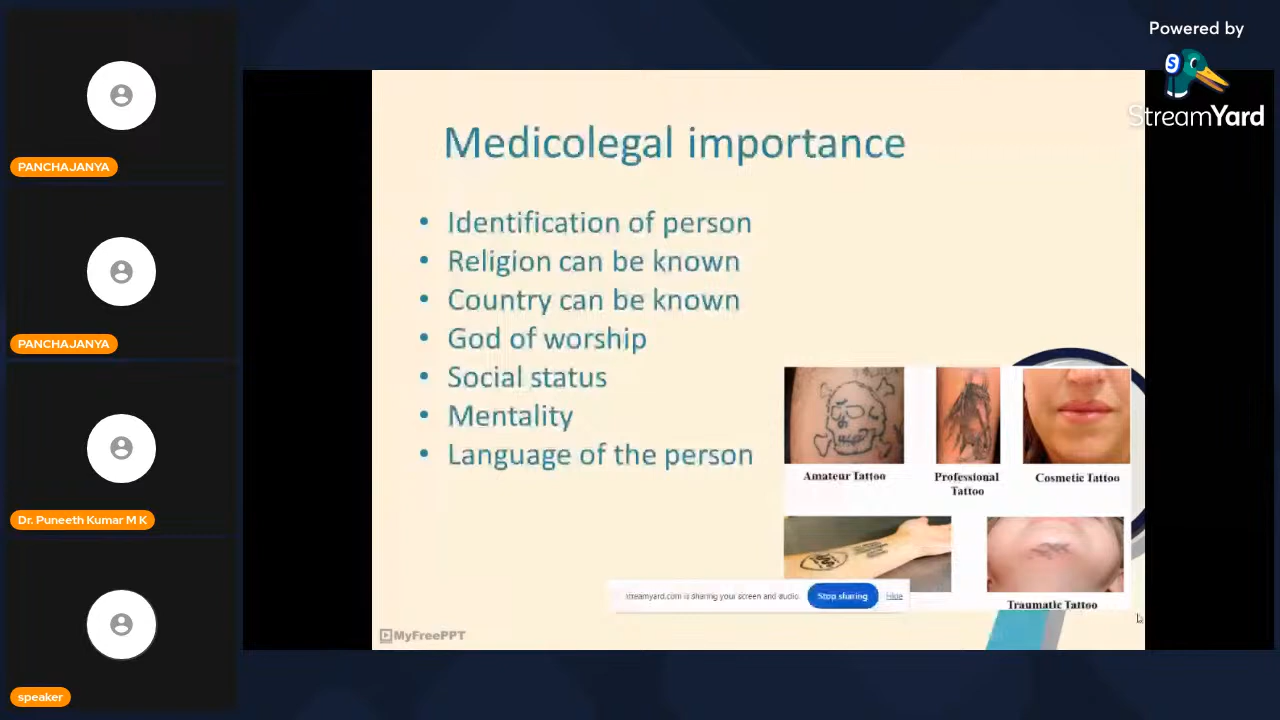 Powered by
StreamYard
PANCHAJANYA
PANCHAJANYA
Dr. Puneeth Kumar M K
speaker
Medicolegal importance
• Identification of person
• Religion can be known
• Country can be known
• God of worship
• Social status
• Mentality
• Language of the person
Amateur Tattoo
Professional
Tattoo
Cosmetic Tattoo
Traumatic Tattoo
streamyard.com is sharing your screen and audio.
Stop sharing
Hide
MyFreePPT